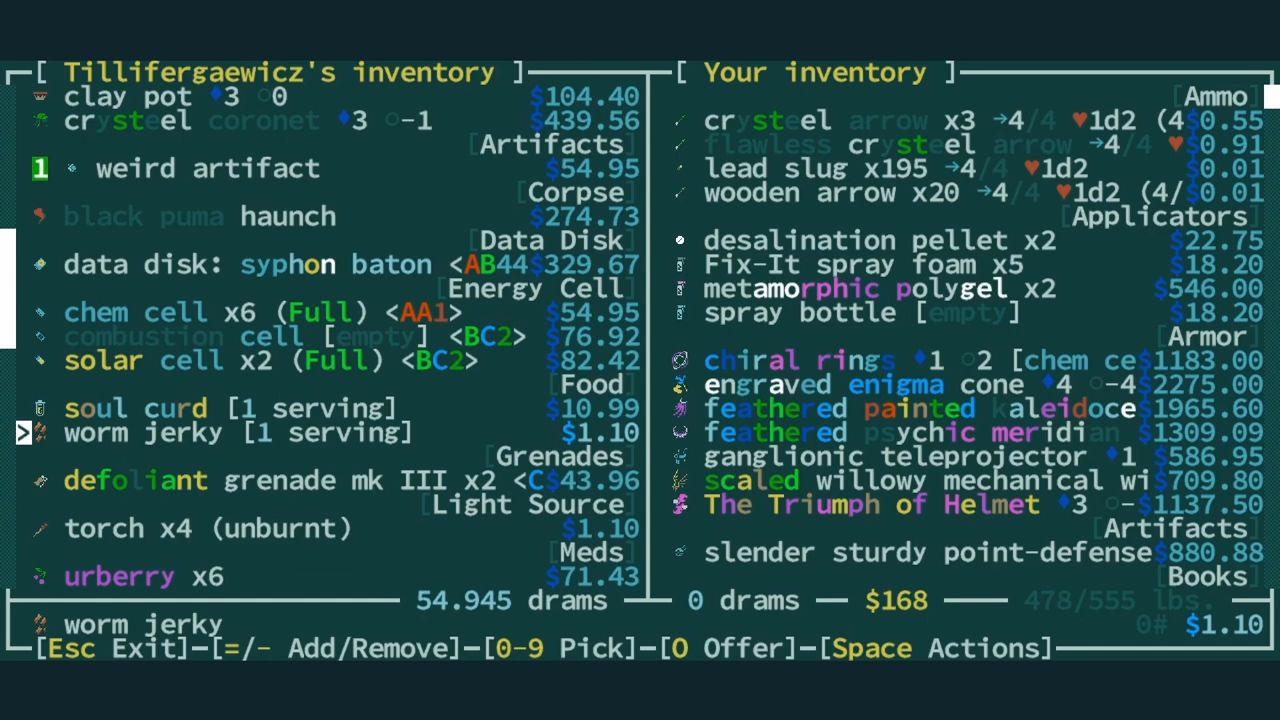 [ Tillifergaewicz's inventory ]
clay pot ♦3 ○0 $104.40
crysteel coronet ♦3 ○-1 $439.56
[Artifacts]
1 weird artifact $54.95
[Corpse]
black puma haunch $274.73
[Data Disk]
data disk: syphon baton <AB44$329.67
[Energy Cell]
chem cell x6 (Full) <AA1> $54.95
combustion cell [empty] <BC2> $76.92
solar cell x2 (Full) <BC2> $82.42
[Food]
soul curd [1 serving] $10.99
> worm jerky [1 serving] $1.10
[Grenades]
defoliant grenade mk III x2 <C$43.96
[Light Source]
torch x4 (unburnt) $1.10
[Meds]
urberry x6 $71.43
54.945 drams
[ Your inventory ]
[Ammo]
crysteel arrow x3 →4/4 ♥1d2 (4$0.55
flawless crysteel arrow →4/4 ♥$0.91
lead slug x195 →4/4 ♥1d2 $0.01
wooden arrow x20 →4/4 ♥1d2 (4/$0.01
[Applicators]
desalination pellet x2 $22.75
Fix-It spray foam x5 $18.20
metamorphic polygel x2 $546.00
spray bottle [empty] $18.20
[Armor]
chiral rings ♦1 ○2 [chem ce$1183.00
engraved enigma cone ♦4 ○-4$2275.00
feathered painted kaleidoce$1965.60
feathered psychic meridian $1309.09
ganglionic teleprojector ♦1 $586.95
scaled willowy mechanical wi$709.80
The Triumph of Helmet ♦3 ○-$1137.50
[Artifacts]
slender sturdy point-defense$880.88
[Books]
0 drams — $168 — 478/555 lbs.
worm jerky 0# $1.10
[Esc Exit]–[=/- Add/Remove]–[0-9 Pick]–[O Offer]–[Space Actions]